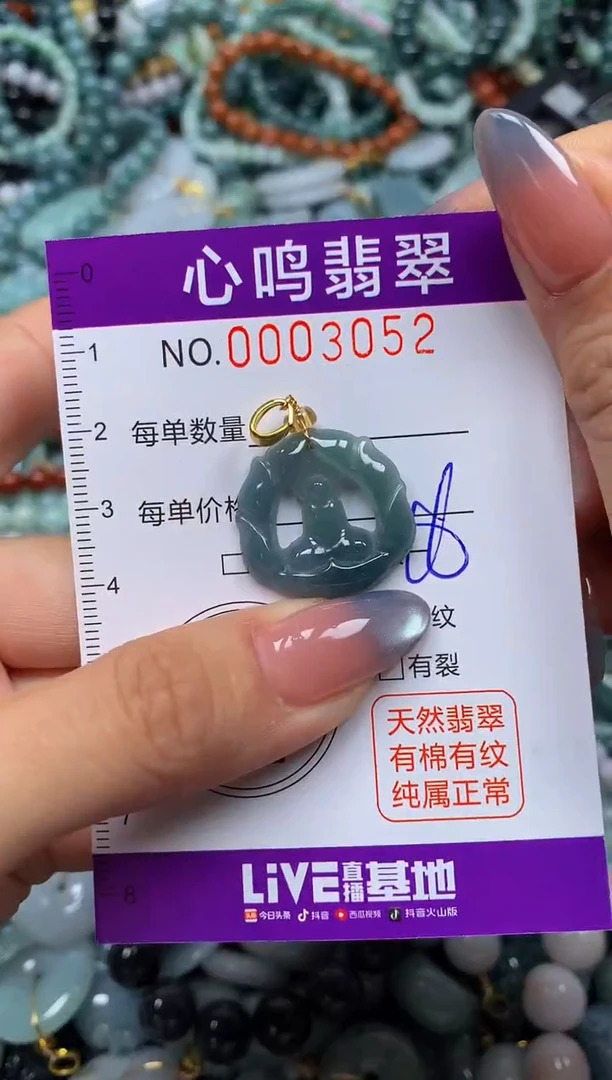 心鸣翡翠
0
NO.0003052
1
2 每单数量
3 每单价
8
4
纹
□有裂
天然翡翠
有棉有纹
纯属正常
7
8
LiVE直播基地
头条 今日头条 抖音 西瓜视频 抖音火山版